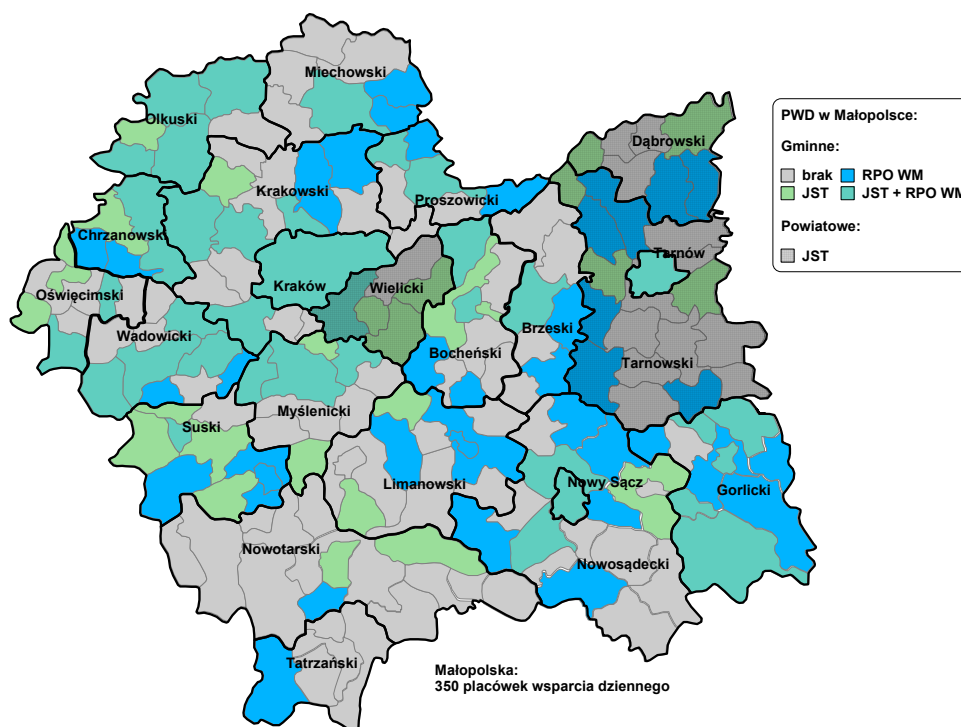 Miechowski
Olkuski
Dąbrowski
Krakowski
Proszowicki
Chrzanowski
Tarnów
Kraków
Wielicki
Oświęcimski
Wadowicki
Brzeski
Bocheński
Tarnowski
Myślenicki
Suski
Limanowski
Nowy Sącz
Gorlicki
Nowotarski
Nowosądecki
Tatrzański
Małopolska:
350 placówek wsparcia dziennego
PWD w Małopolsce:
Gminne:
brak RPO WM
JST JST + RPO WM
Powiatowe:
JST